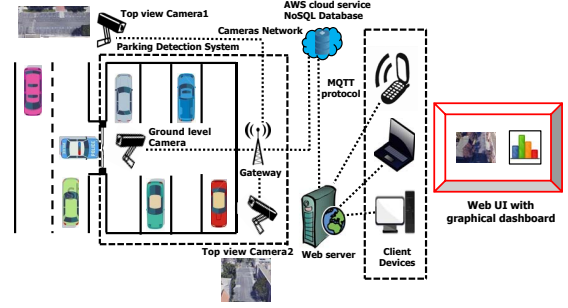 AWS cloud service
NoSQL Database
Top view Camera1
Cameras Network
Parking Detection System
MQTT
protocol
Ground level
Camera
Gateway
Top view Camera2
Web server
Client
Devices
Web UI with
graphical dashboard